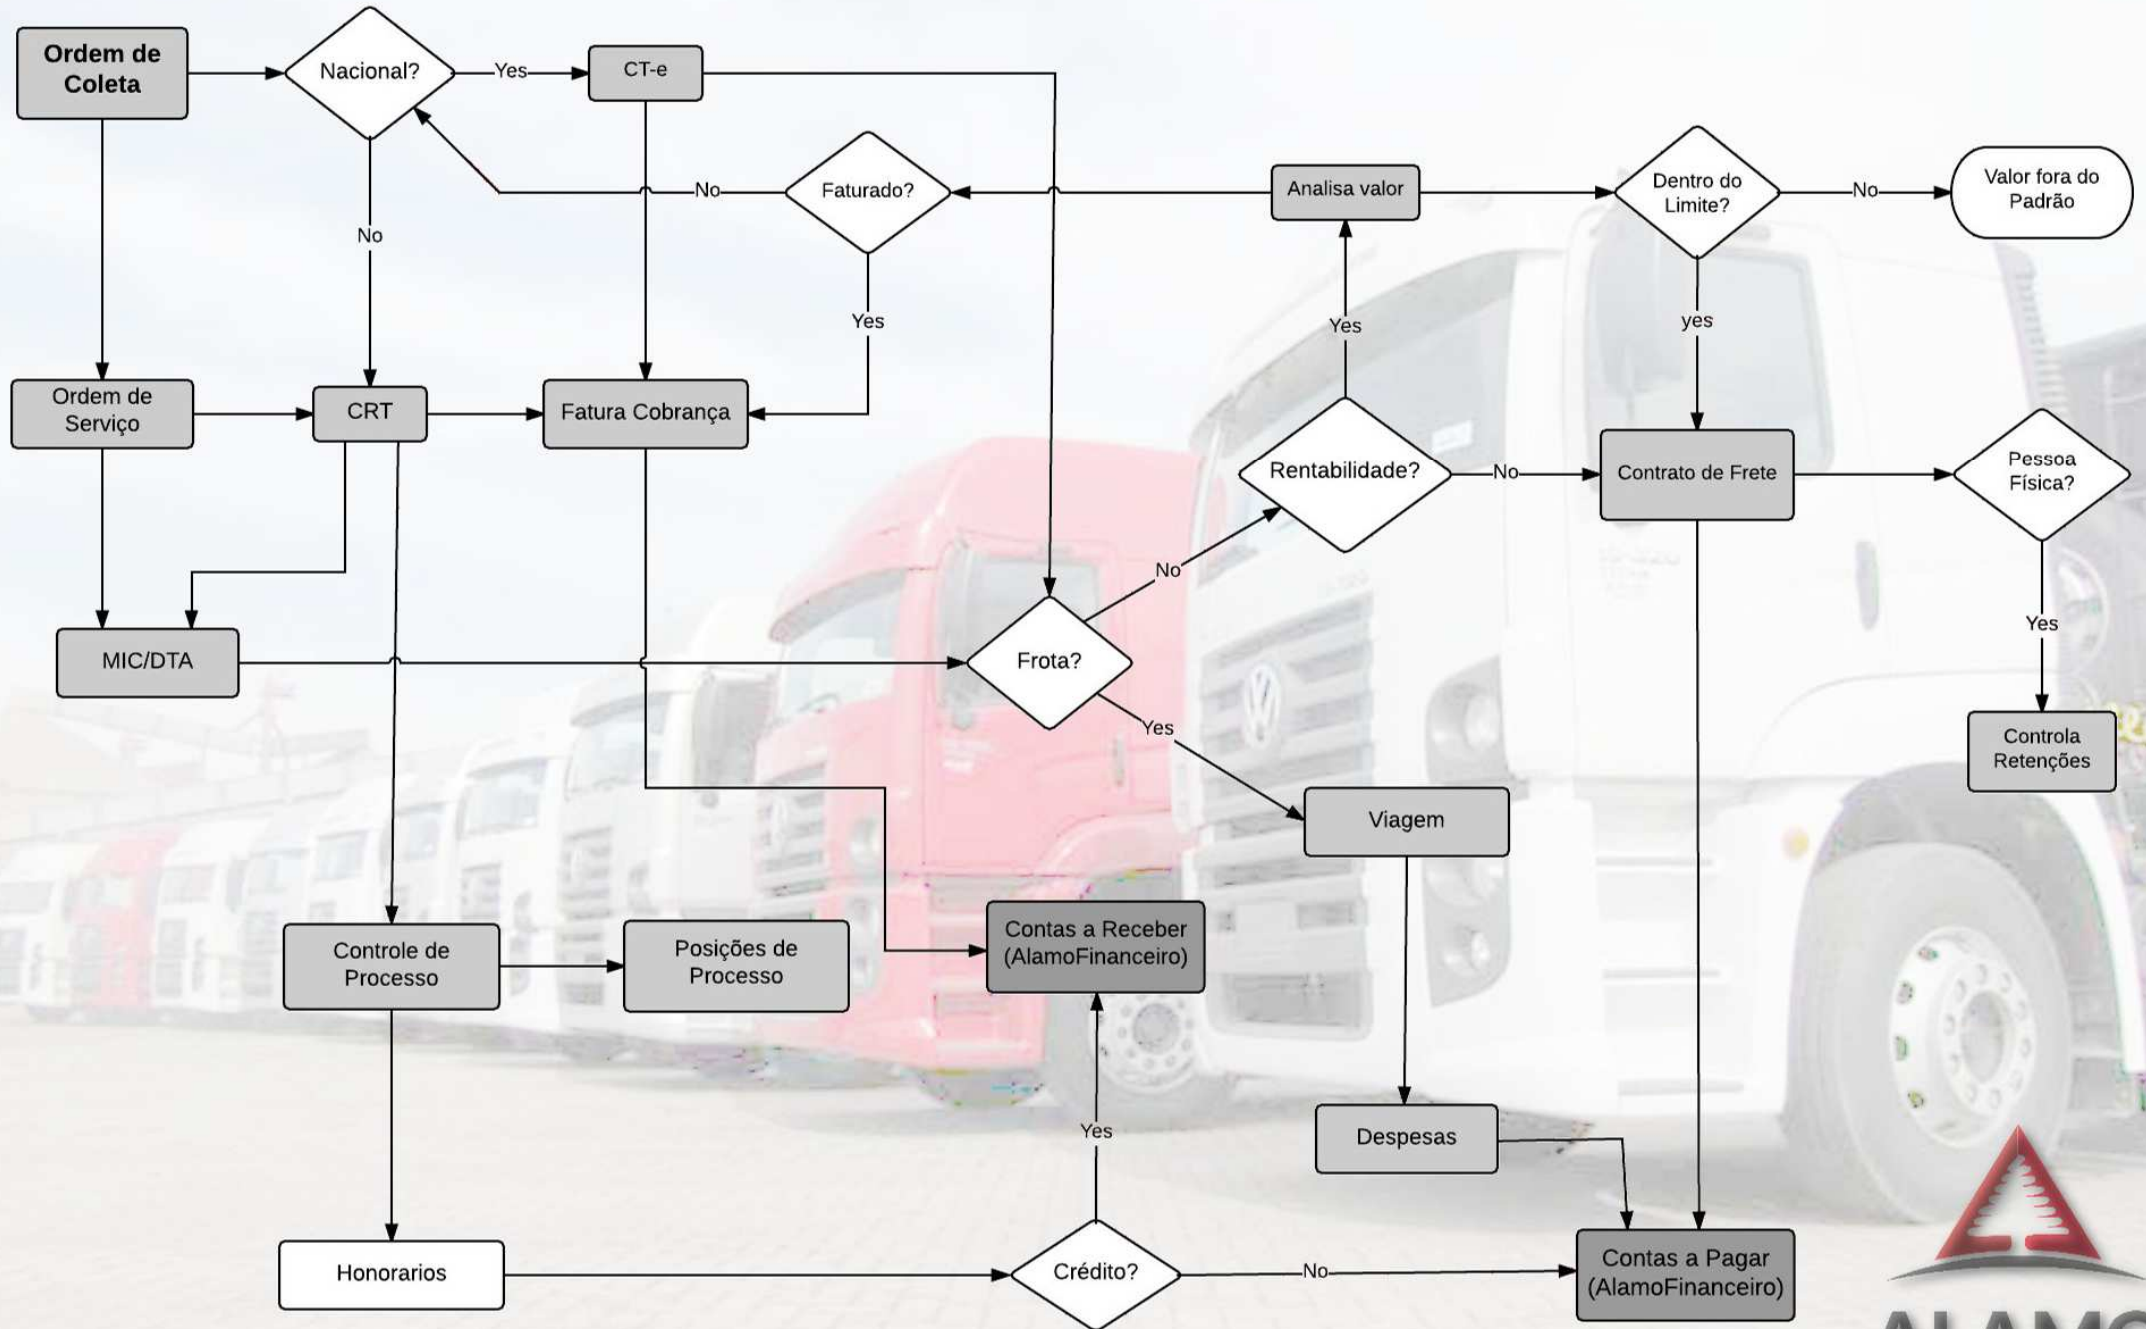 Ordem de
Coleta
Nacional?
Yes
CT-e
No
Faturado?
No
Analisa valor
Dentro do
Limite?
No
Valor fora do
Padrão
Yes
Yes
yes
Ordem de
Serviço
CRT
Fatura Cobrança
Rentabilidade?
No
Contrato de Frete
Pessoa
Física?
No
Yes
MIC/DTA
Frota?
Yes
Controla
Retenções
Viagem
Controle de
Processo
Posições de
Processo
Contas a Receber
(AlamoFinanceiro)
Yes
Despesas
Honorarios
Crédito?
No
Contas a Pagar
(AlamoFinanceiro)